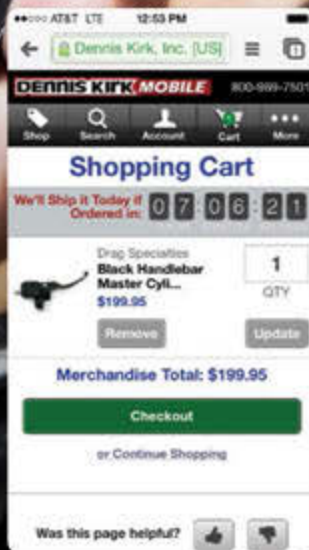 AT&T LTE 12:53 PM
Dennis Kirk, Inc. [US] 1
DENNIS KIRK MOBILE 800-969-7501
Shop Search Account Cart More
Shopping Cart
We'll Ship it Today if
Ordered in: 07:06:21
Drag Specialties
Black Handlebar
Master Cyli...
$199.95
1
QTY
Remove Update
Merchandise Total: $199.95
Checkout
or Continue Shopping
Was this page helpful?